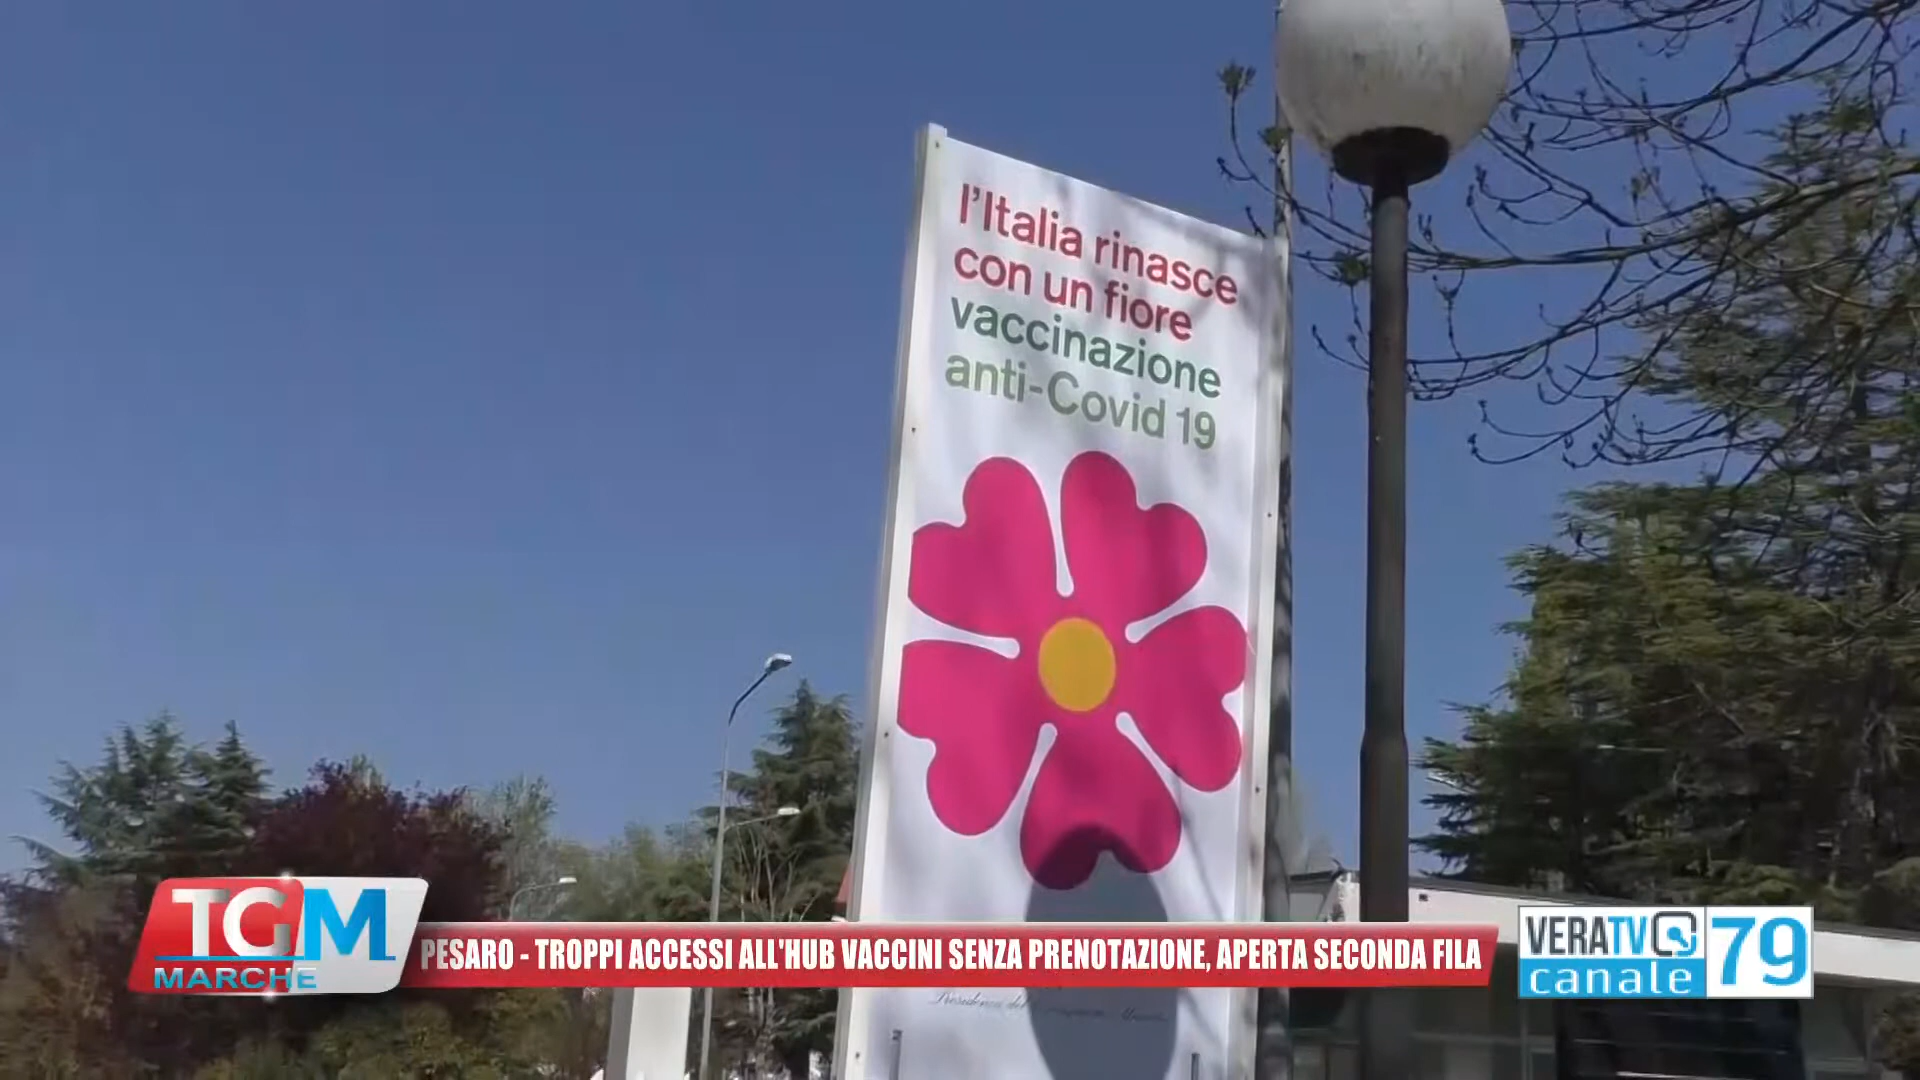 l'Italia rinasce
con un fiore
vaccinazione
anti-Covid 19
TGM
MARCHE
PESARO - TROPPI ACCESSI ALL'HUB VACCINI SENZA PRENOTAZIONE, APERTA SECONDA FILA
VERATV
canale
79